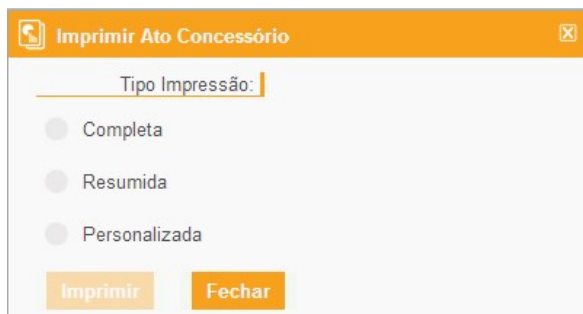 Imprimir Ato Concessório
Tipo Impressão:
Completa
Resumida
Personalizada
Imprimir Fechar